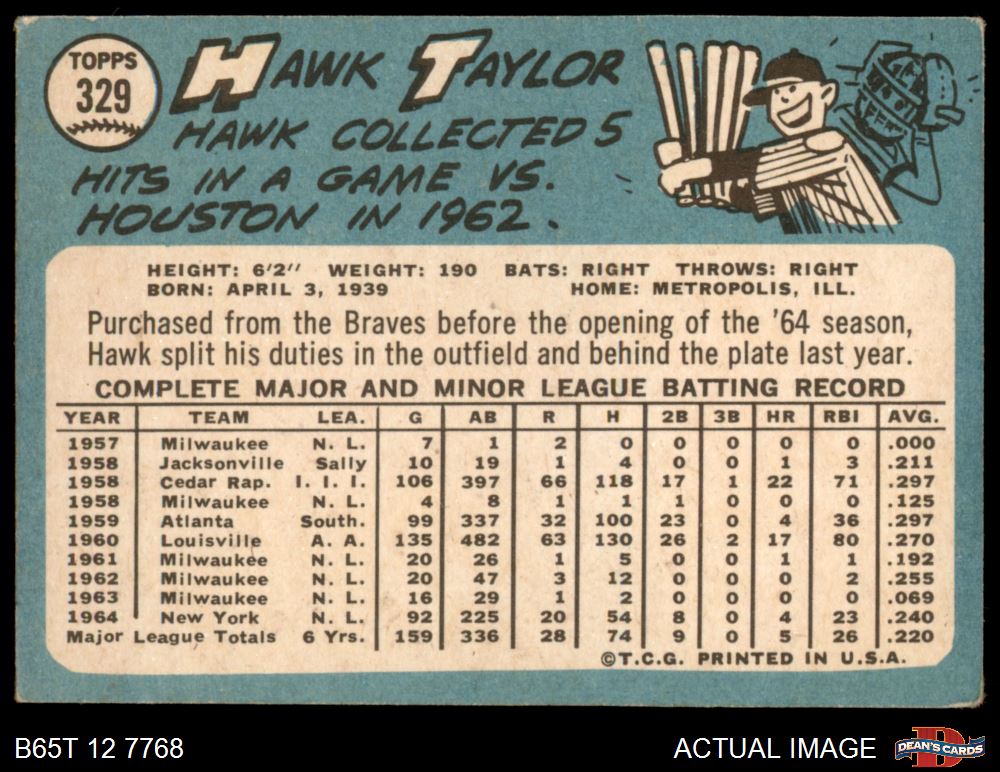 TOPPS
329
HAWK TAYLOR
HAWK COLLECTED 5
HITS IN A GAME VS.
HOUSTON IN 1962.
HEIGHT: 6'2" WEIGHT: 190 BATS: RIGHT THROWS: RIGHT
BORN: APRIL 3, 1939 HOME: METROPOLIS, ILL.
Purchased from the Braves before the opening of the '64 season,
Hawk split his duties in the outfield and behind the plate last year.
COMPLETE MAJOR AND MINOR LEAGUE BATTING RECORD
YEAR TEAM LEA. G AB R H 2B 3B HR RBI AVG.
1957 Milwaukee N. L. 7 1 2 0 0 0 0 0 .000
1958 Jacksonville Sally 10 19 1 4 0 0 1 3 .211
1958 Cedar Rap. I. I. I. 106 397 66 118 17 1 22 71 .297
1958 Milwaukee N. L. 4 8 1 1 1 0 0 0 .125
1959 Atlanta South. 99 337 32 100 23 0 4 36 .297
1960 Louisville A. A. 135 482 63 130 26 2 17 80 .270
1961 Milwaukee N. L. 20 26 1 5 0 0 1 1 .192
1962 Milwaukee N. L. 20 47 3 12 0 0 0 2 .255
1963 Milwaukee N. L. 16 29 1 2 0 0 0 0 .069
1964 New York N. L. 92 225 20 54 8 0 4 23 .240
Major League Totals 6 Yrs. 159 336 28 74 9 0 5 26 .220
©T.C.G. PRINTED IN U.S.A.
B65T 12 7768 ACTUAL IMAGE
D
DEAN'S CARDS